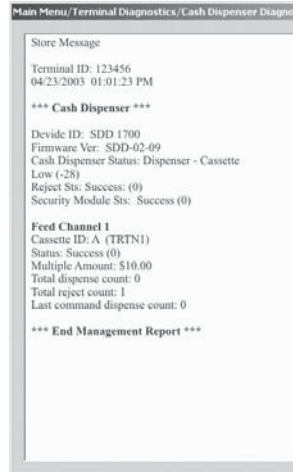 Main Menu/Terminal Diagnostics/Cash Dispenser Diagno
Store Message
Terminal ID: 123456
04/23/2003 01:01:23 PM
*** Cash Dispenser ***
Devide ID: SDD 1700
Firmware Ver: SDD-02-09
Cash Dispenser Status: Dispenser - Cassette
Low (-28)
Reject Sts: Success: (0)
Security Module Sts: Success (0)
Feed Channel 1
Cassette ID: A (TRTN1)
Status: Success (0)
Multiple Amount: $10.00
Total dispense count: 0
Total reject count: 1
Last command dispense count: 0
*** End Management Report ***